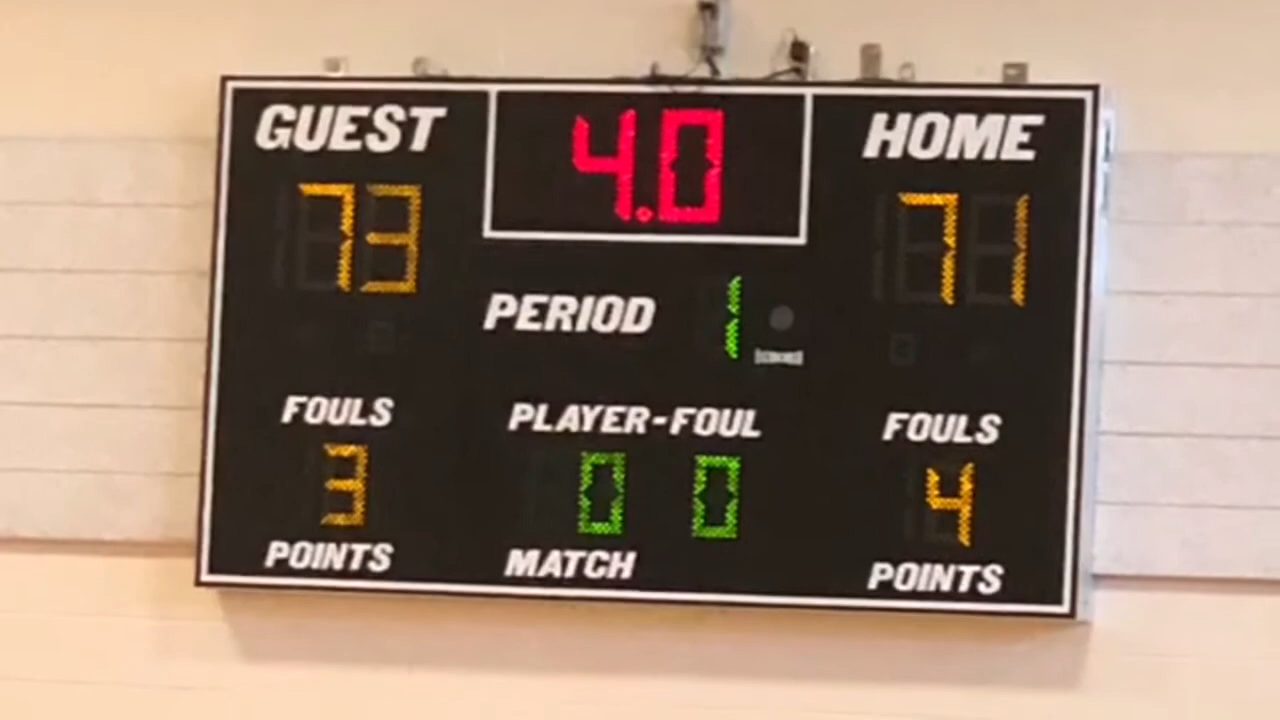 GUEST 4.0 HOME
73 71
PERIOD 1
FOULS PLAYER-FOUL FOULS
3 0 0 4
POINTS MATCH POINTS